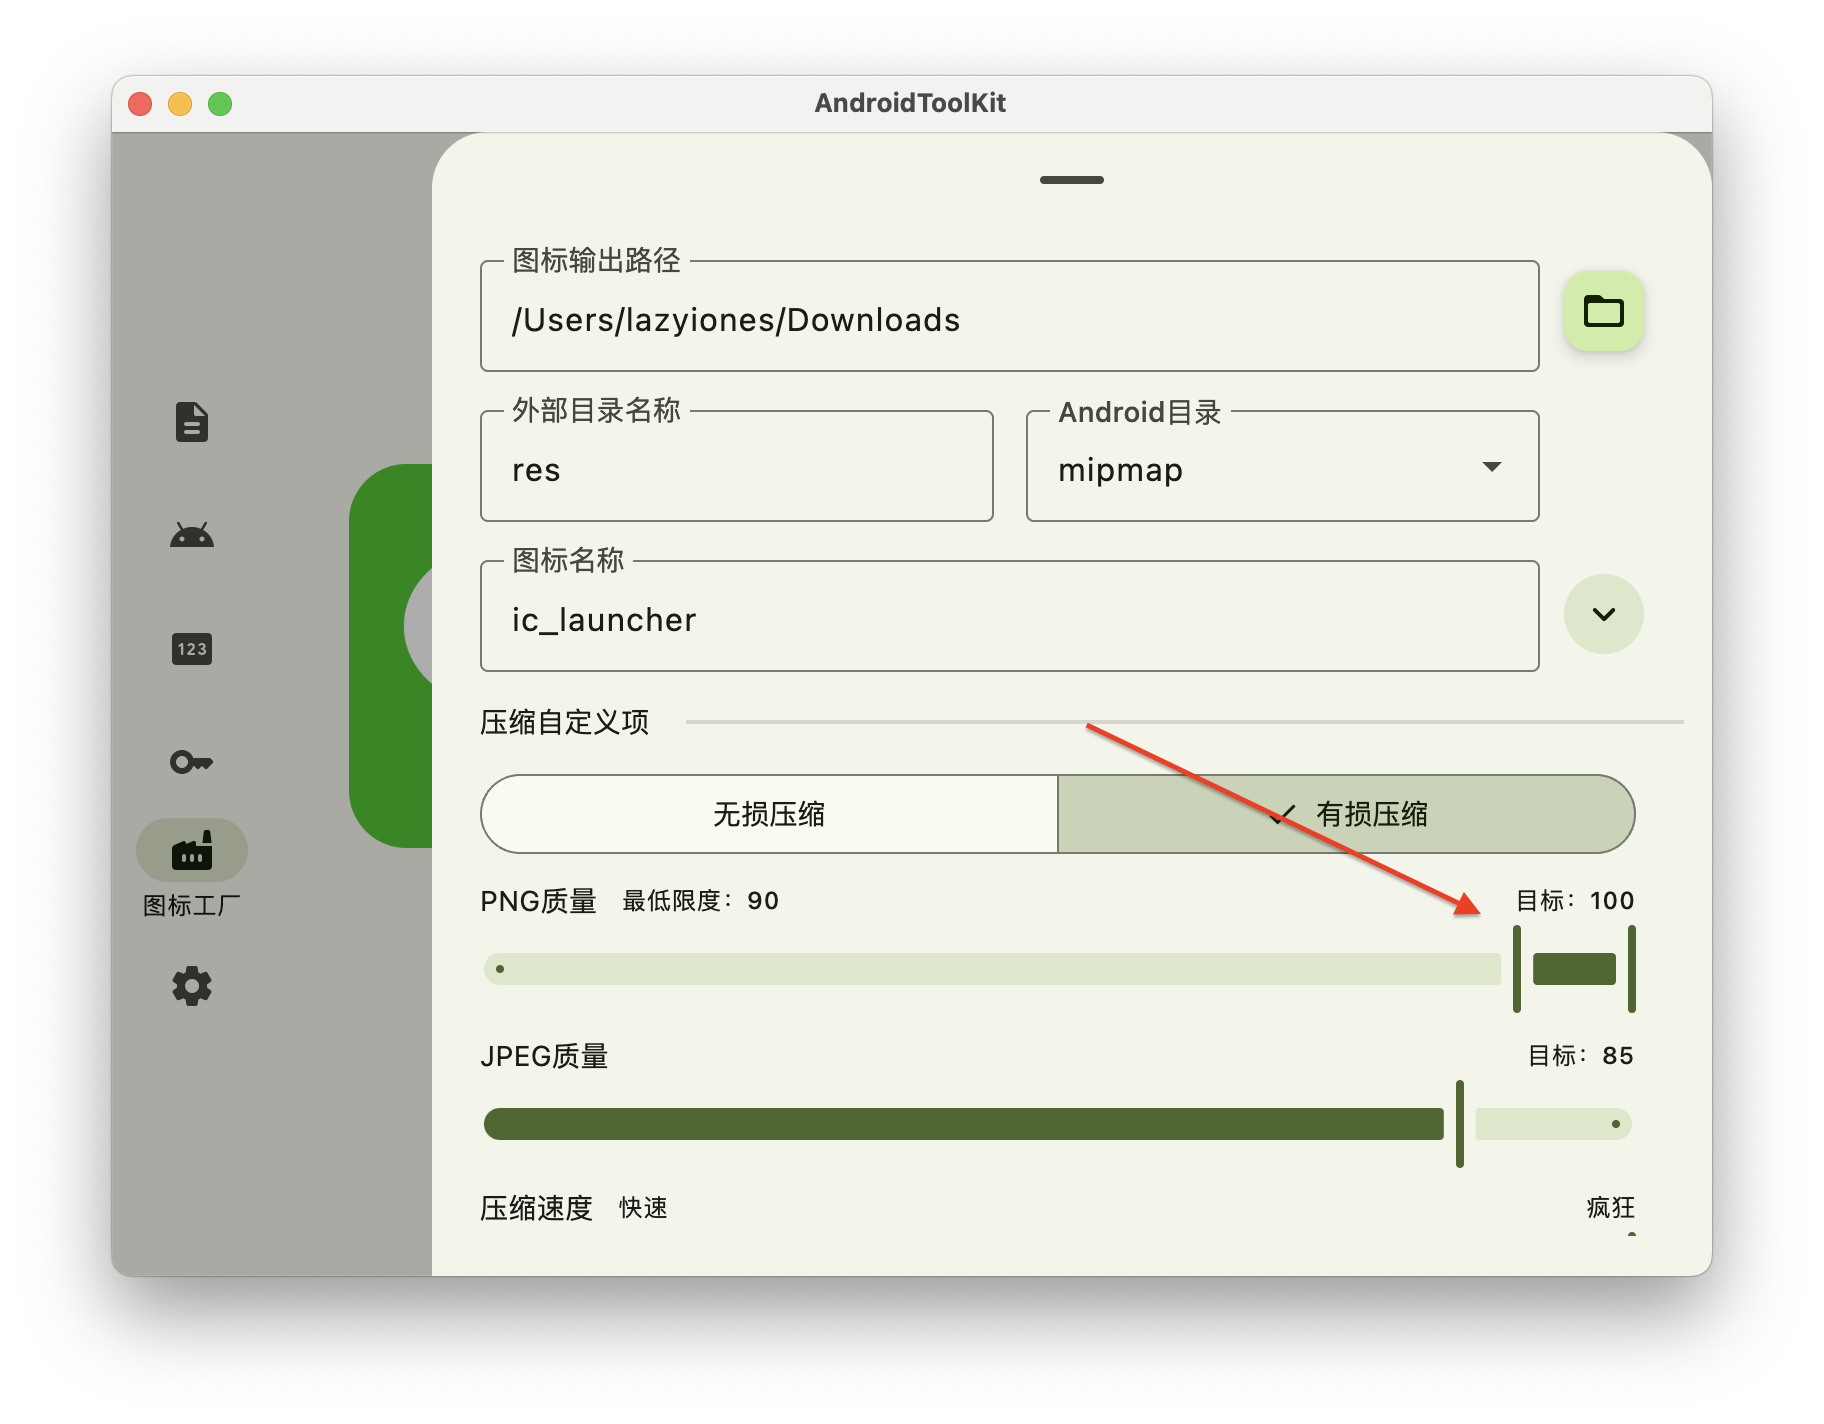 AndroidToolKit
图标输出路径
/Users/lazyiones/Downloads
外部目录名称
res
Android目录
mipmap
图标名称
ic_launcher
123
图标工厂
压缩自定义项
无损压缩
有损压缩
PNG质量 最低限度：90 目标：100
JPEG质量 目标：85
压缩速度 快速 疯狂